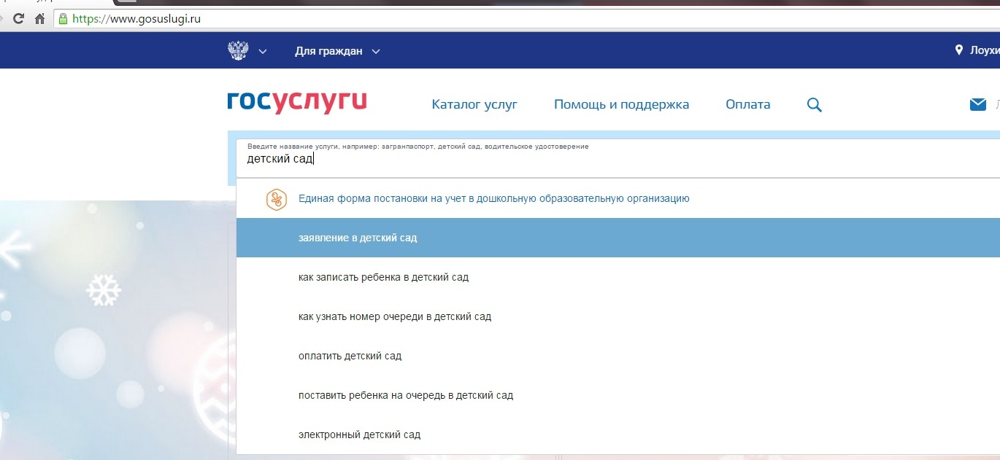 https://www.gosuslugi.ru
Для граждан
Лоухи
госуслуги
Каталог услуг
Помощь и поддержка
Оплата
Введите название услуги, например: загранпаспорт, детский сад, водительское удостоверение
детский сад
Единая форма постановки на учет в дошкольную образовательную организацию
заявление в детский сад
как записать ребенка в детский сад
как узнать номер очереди в детский сад
оплатить детский сад
поставить ребенка на очередь в детский сад
электронный детский сад